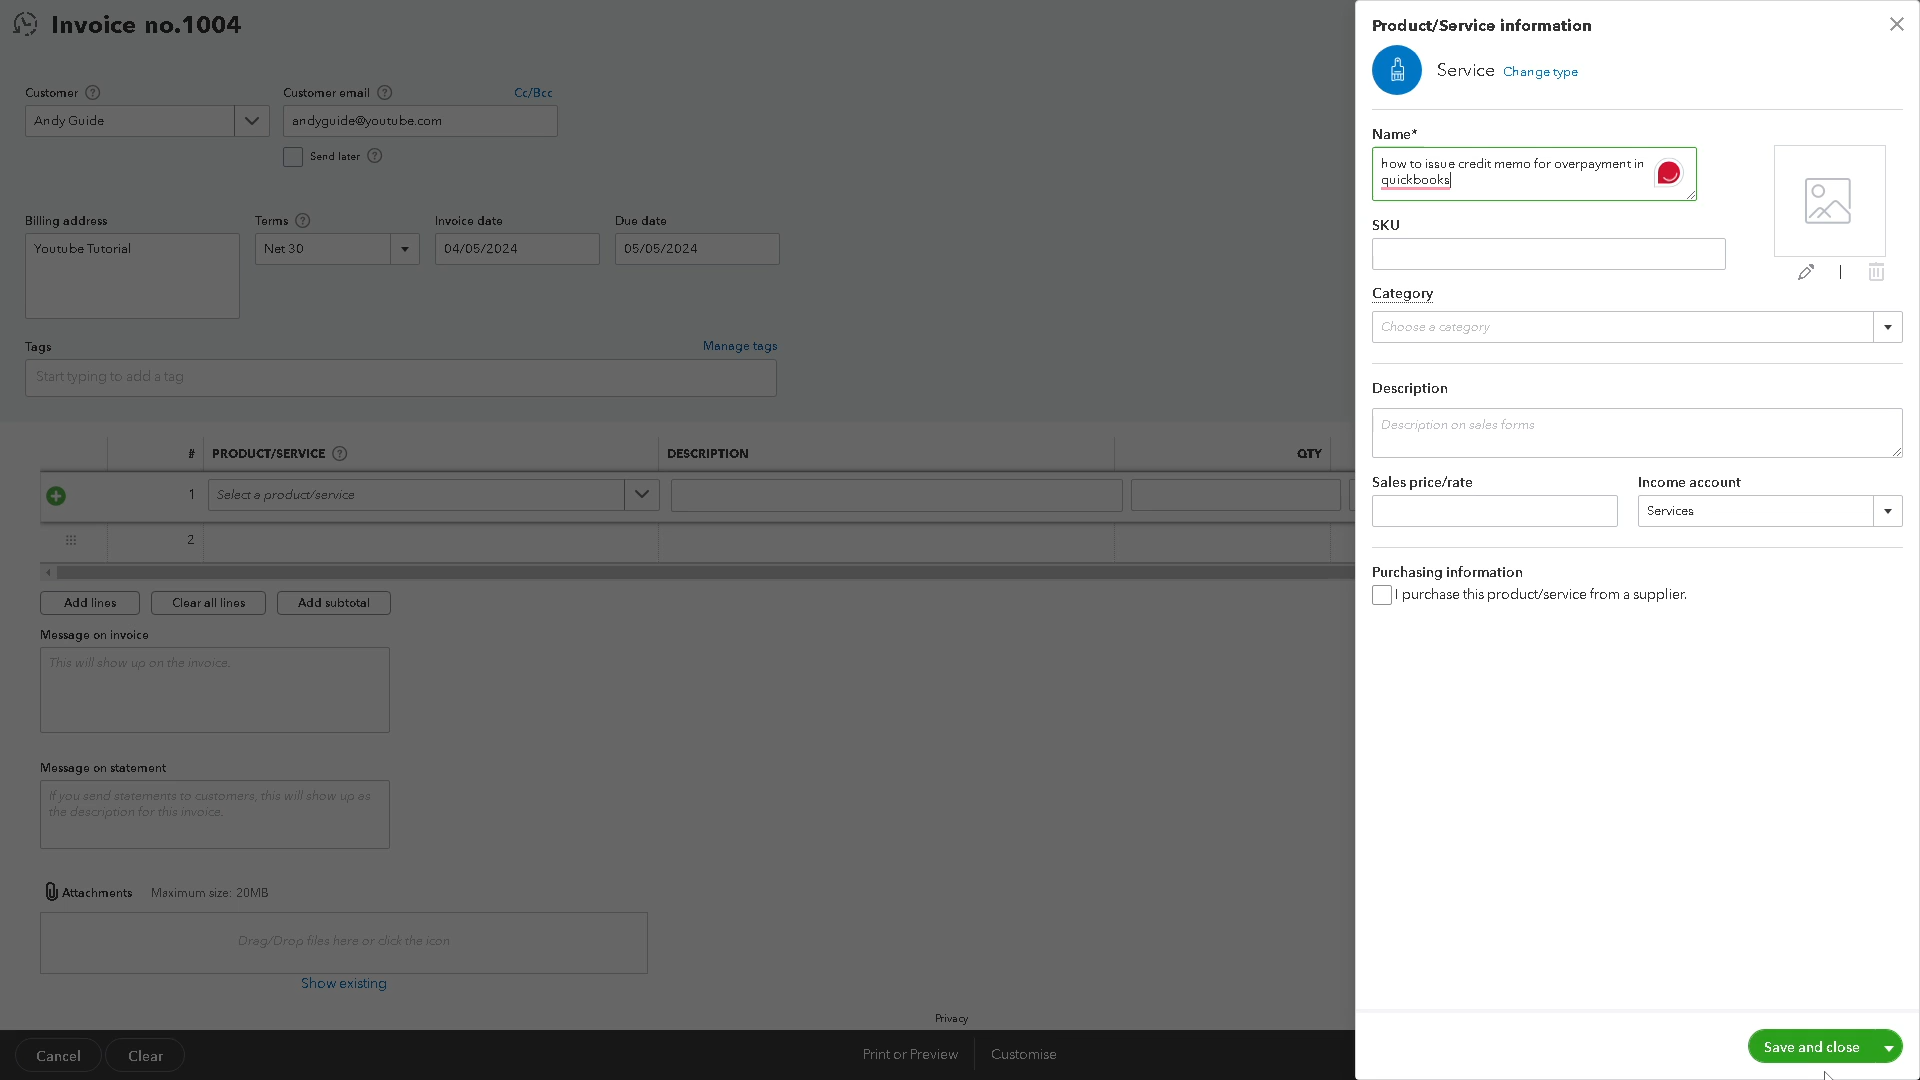 Invoice no.1004
Customer
Customer email
Cc/Bcc
Andy Guide
andyguide@youtube.com
Send later
Billing address
Terms
Invoice date
Due date
Youtube Tutorial
Net 30
04/05/2024
05/05/2024
Tags
Manage tags
Start typing to add a tag
# PRODUCT/SERVICE DESCRIPTION QTY
1 Select a product/service
2
Add lines
Clear all lines
Add subtotal
Message on invoice
This will show up on the invoice.
Message on statement
If you send statements to customers, this will show up as
the description for this invoice.
Attachments
Maximum size: 20MB
Drag/Drop files here or click the icon
Show existing
Privacy
Cancel
Clear
Print or Preview
Customise
Product/Service information
Service Change type
Name*
how to issue credit memo for overpayment in
quickbooks
SKU
Category
Choose a category
Description
Description on sales forms
Sales price/rate
Income account
Services
Purchasing information
I purchase this product/service from a supplier.
Save and close